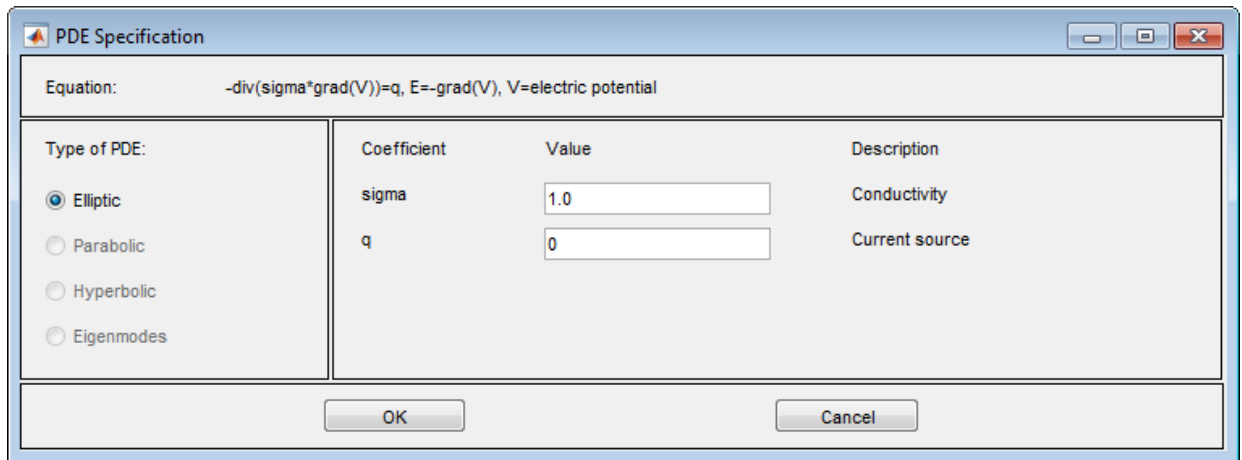 PDE Specification
Equation: -div(sigma*grad(V))=q, E=-grad(V), V=electric potential
Type of PDE:
Elliptic
Parabolic
Hyperbolic
Eigenmodes
Coefficient Value Description
sigma 1.0 Conductivity
q 0 Current source
OK Cancel